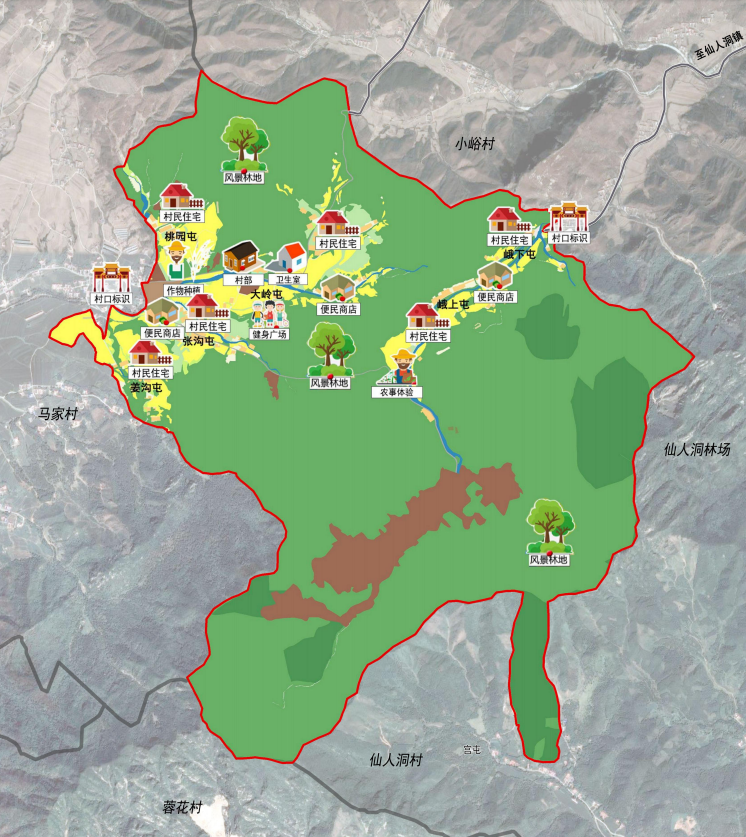 至仙人洞镇
小峪村
风景林地
村民住宅
桃园屯
村民住宅
村民住宅
村口标识
峨下屯
村部
卫生室
作物种植
大岭屯
村口标识
便民商店
便民商店
峨上屯
便民商店
村民住宅
健身广场
村民住宅
张沟屯
村民住宅
姜沟屯
风景林地
农事体验
马家村
仙人洞林场
风景林地
宫屯
仙人洞村
蓉花村